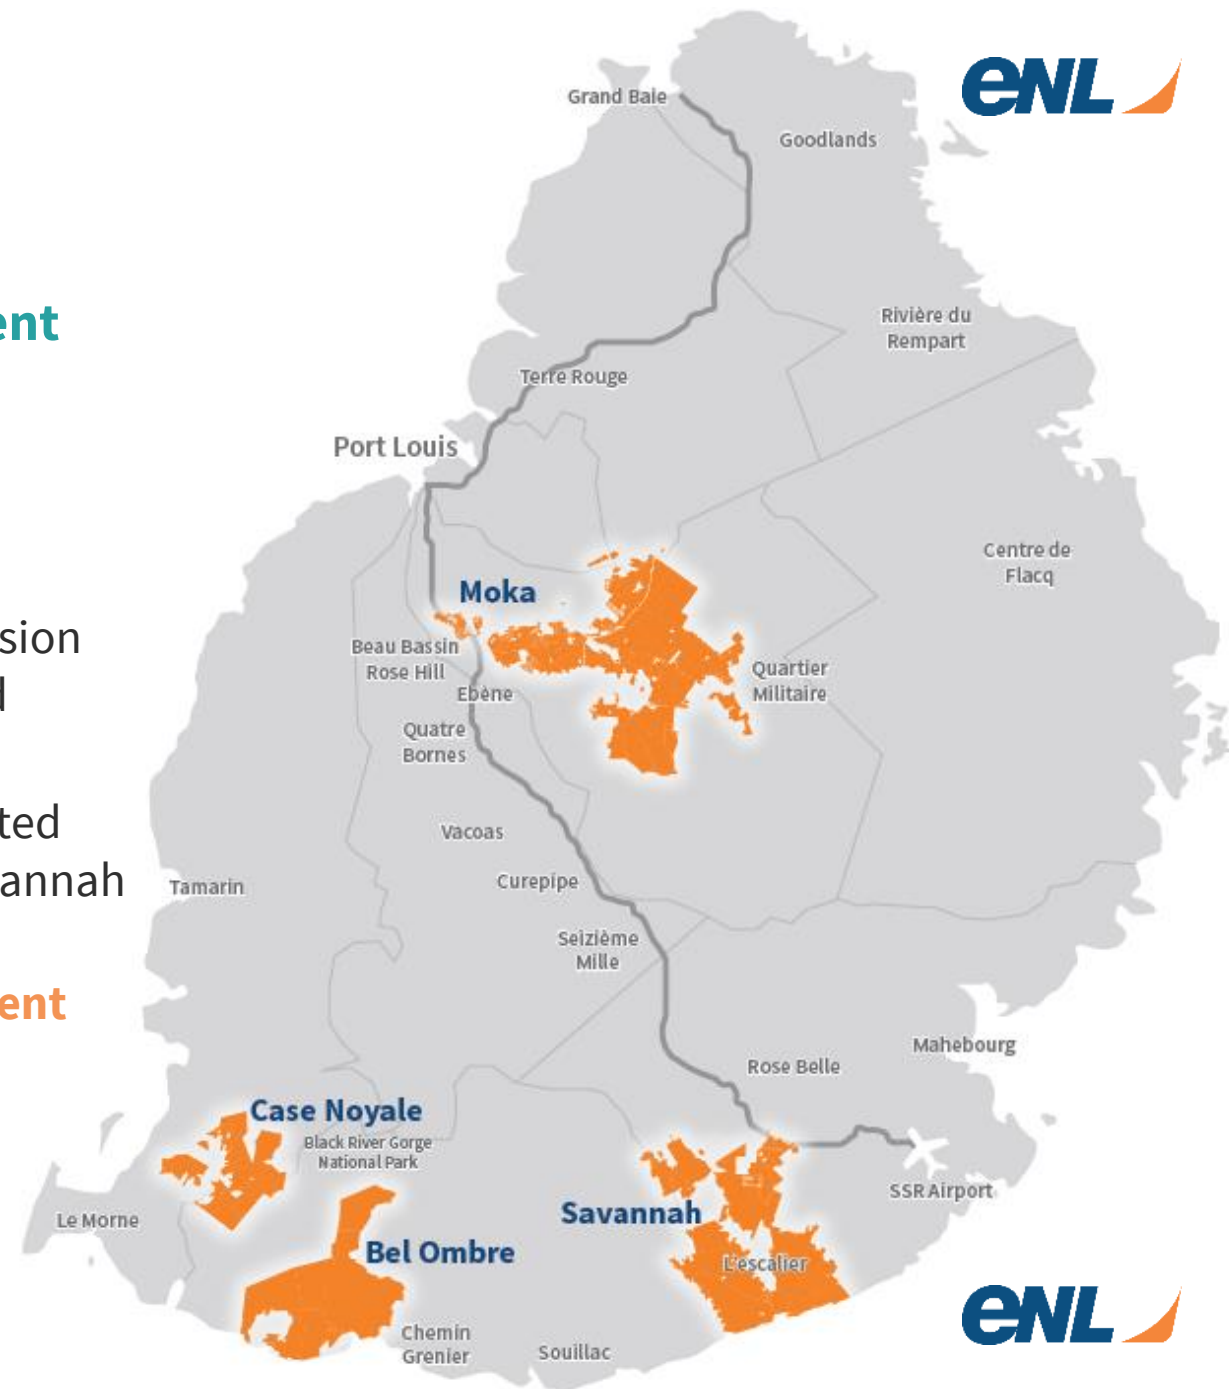 ent
sion
d
ted
annah
ent
eNL
Grand Baie
Goodlands
Rivière du
Rempart
Terre Rouge
Port Louis
Centre de
Flacq
Moka
Beau Bassin
Rose Hill
Ebène
Quartier
Militaire
Quatre
Bornes
Vacoas
Curepipe
Tamarin
Seizième
Mille
Mahebourg
Rose Belle
Case Noyale
Black River Gorge
National Park
SSR Airport
Le Morne
Savannah
Bel Ombre
L'escalier
Chemin
Grenier
Souillac
eNL